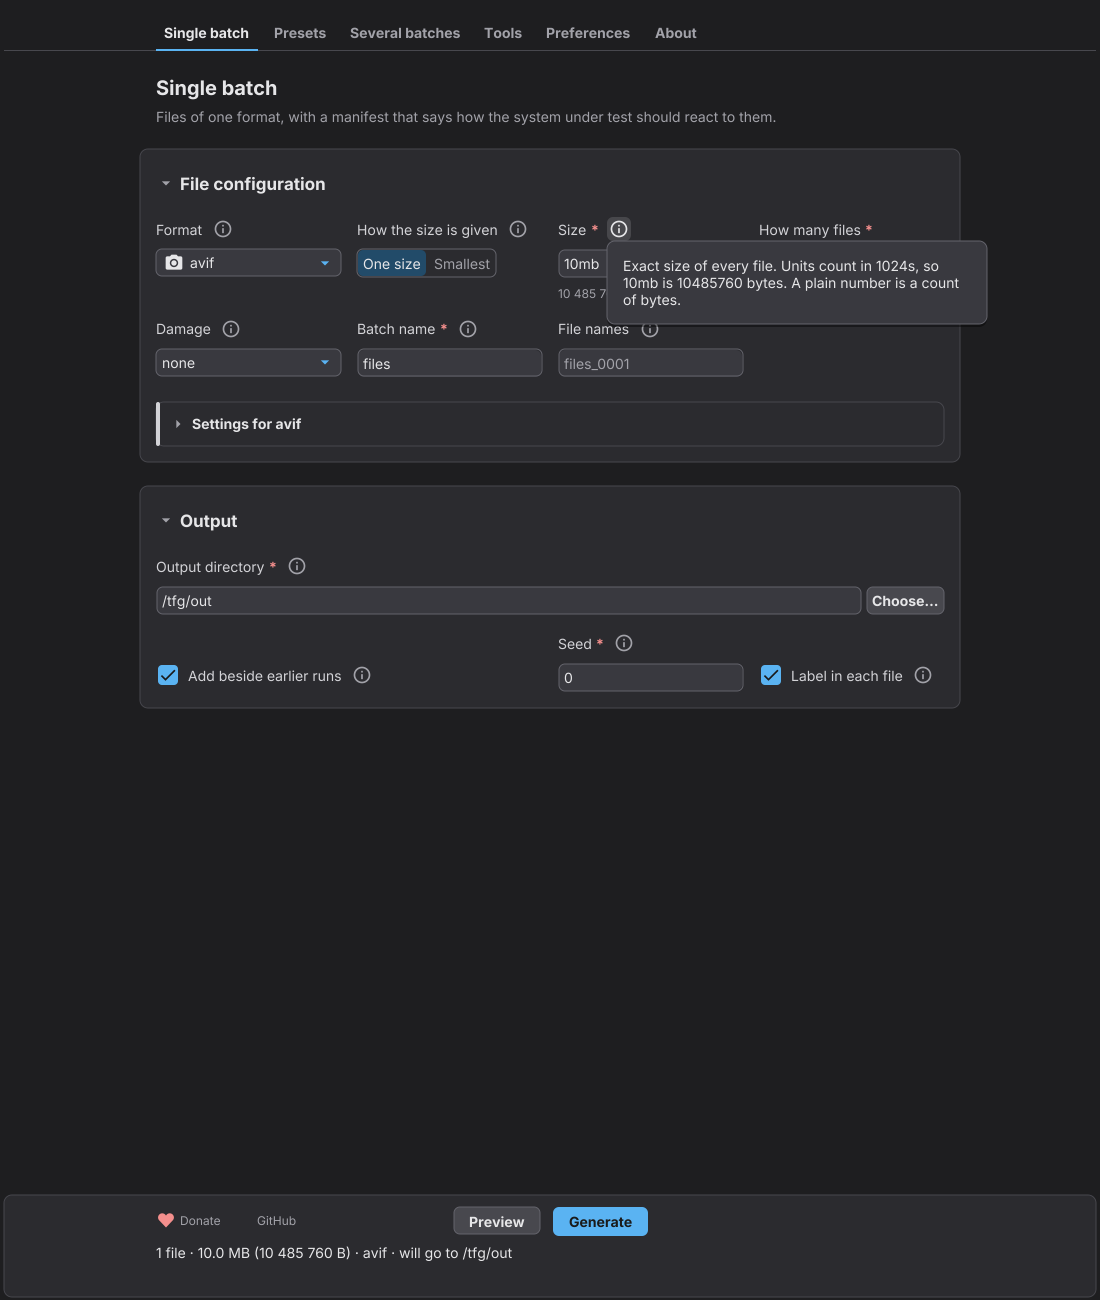 Single batch
Presets
Several batches
Tools
Preferences
About
Single batch
Files of one format, with a manifest that says how the system under test should react to them.
File configuration
Format
How the size is given
Size *
How many files *
avif
One size
Smallest
10mb
Exact size of every file. Units count in 1024s, so
10mb is 10485760 bytes. A plain number is a count
of bytes.
10 485 7
Damage
Batch name *
File names
none
files
files_0001
Settings for avif
Output
Output directory *
/tfg/out
Choose...
Seed *
Add beside earlier runs
0
Label in each file
Donate
GitHub
Preview
Generate
1 file · 10.0 MB (10 485 760 B) · avif · will go to /tfg/out